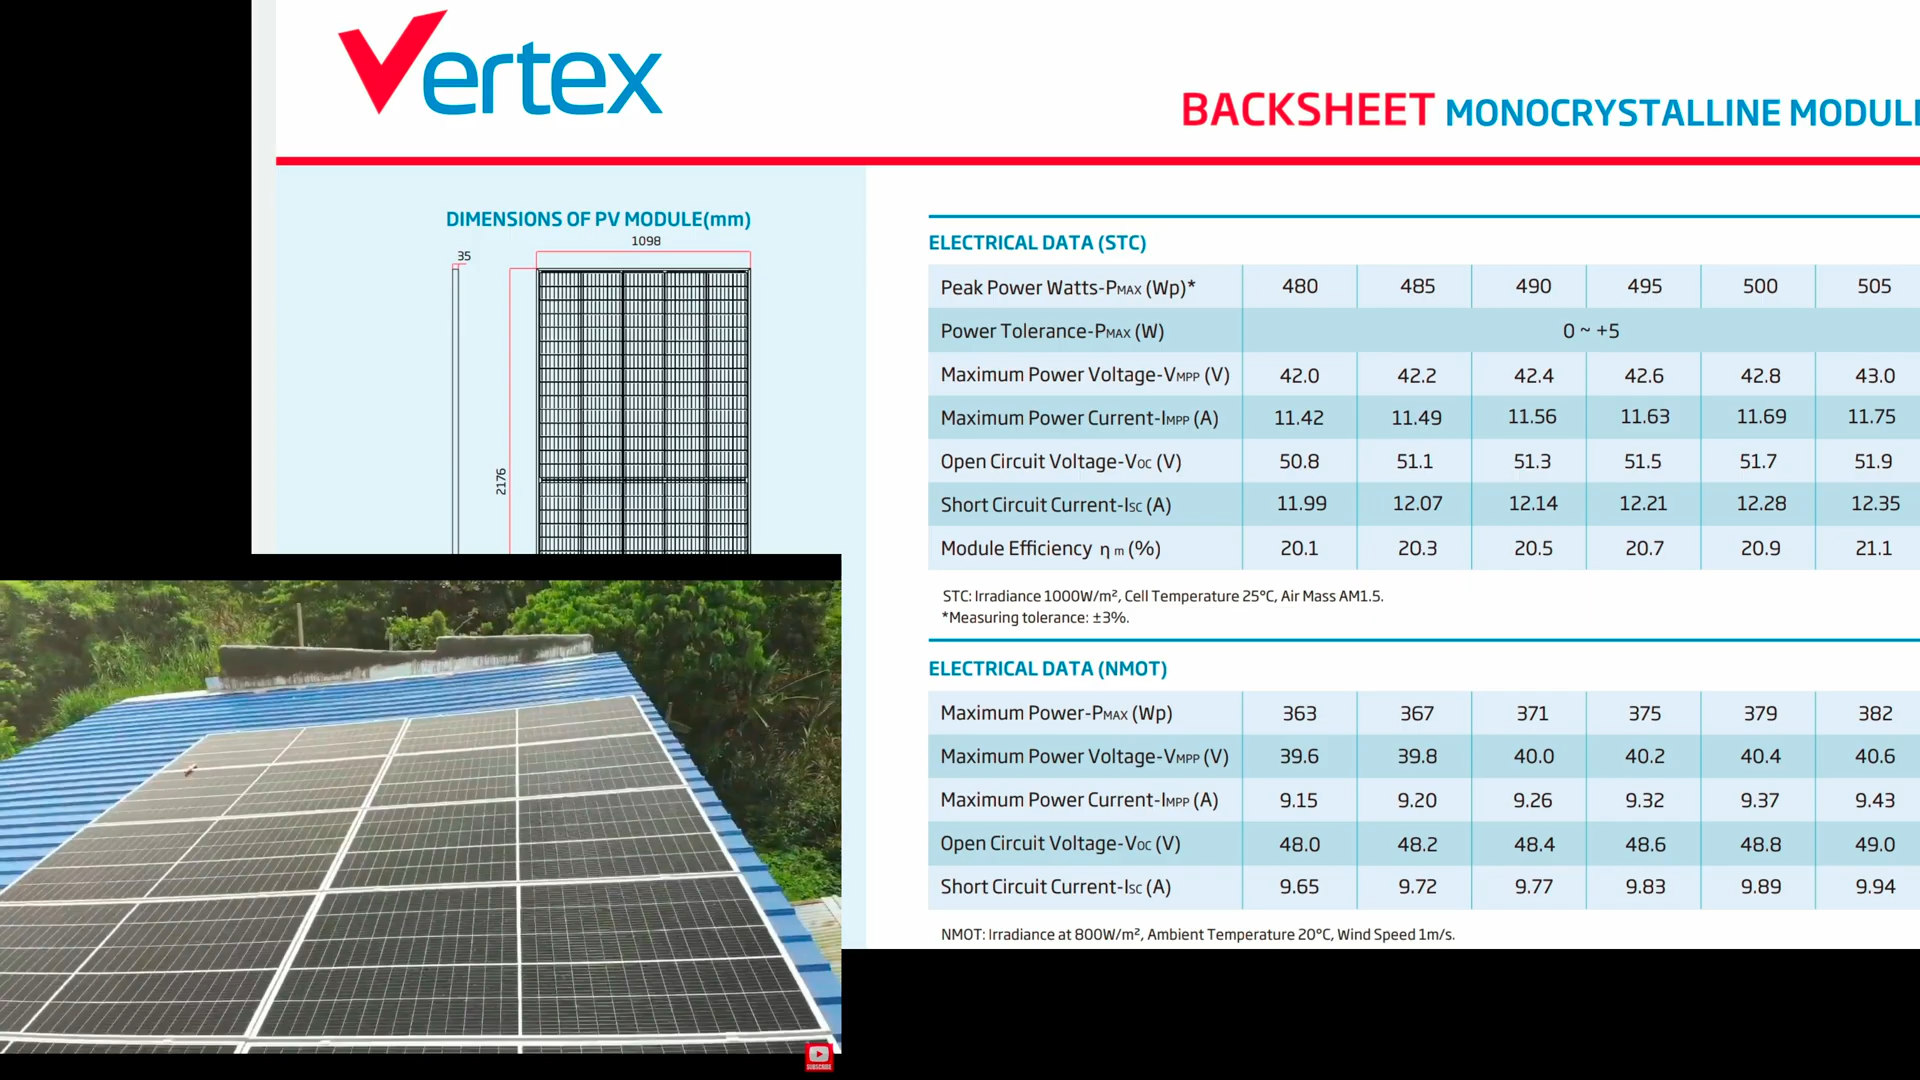 Vertex
BACKSHEET MONOCRYSTALLINE MODUL
DIMENSIONS OF PV MODULE(mm)
1098
35
2176
ELECTRICAL DATA (STC)
Peak Power Watts-PMAX (Wp)* 480 485 490 495 500 505
Power Tolerance-PMAX (W) 0 ~ +5
Maximum Power Voltage-VMPP (V) 42.0 42.2 42.4 42.6 42.8 43.0
Maximum Power Current-IMPP (A) 11.42 11.49 11.56 11.63 11.69 11.75
Open Circuit Voltage-VOC (V) 50.8 51.1 51.3 51.5 51.7 51.9
Short Circuit Current-ISC (A) 11.99 12.07 12.14 12.21 12.28 12.35
Module Efficiency η m (%) 20.1 20.3 20.5 20.7 20.9 21.1
STC: Irradiance 1000W/m², Cell Temperature 25°C, Air Mass AM1.5.
*Measuring tolerance: ±3%.
ELECTRICAL DATA (NMOT)
Maximum Power-PMAX (Wp) 363 367 371 375 379 382
Maximum Power Voltage-VMPP (V) 39.6 39.8 40.0 40.2 40.4 40.6
Maximum Power Current-IMPP (A) 9.15 9.20 9.26 9.32 9.37 9.43
Open Circuit Voltage-VOC (V) 48.0 48.2 48.4 48.6 48.8 49.0
Short Circuit Current-ISC (A) 9.65 9.72 9.77 9.83 9.89 9.94
NMOT: Irradiance at 800W/m², Ambient Temperature 20°C, Wind Speed 1m/s.
SUBSCRIBE